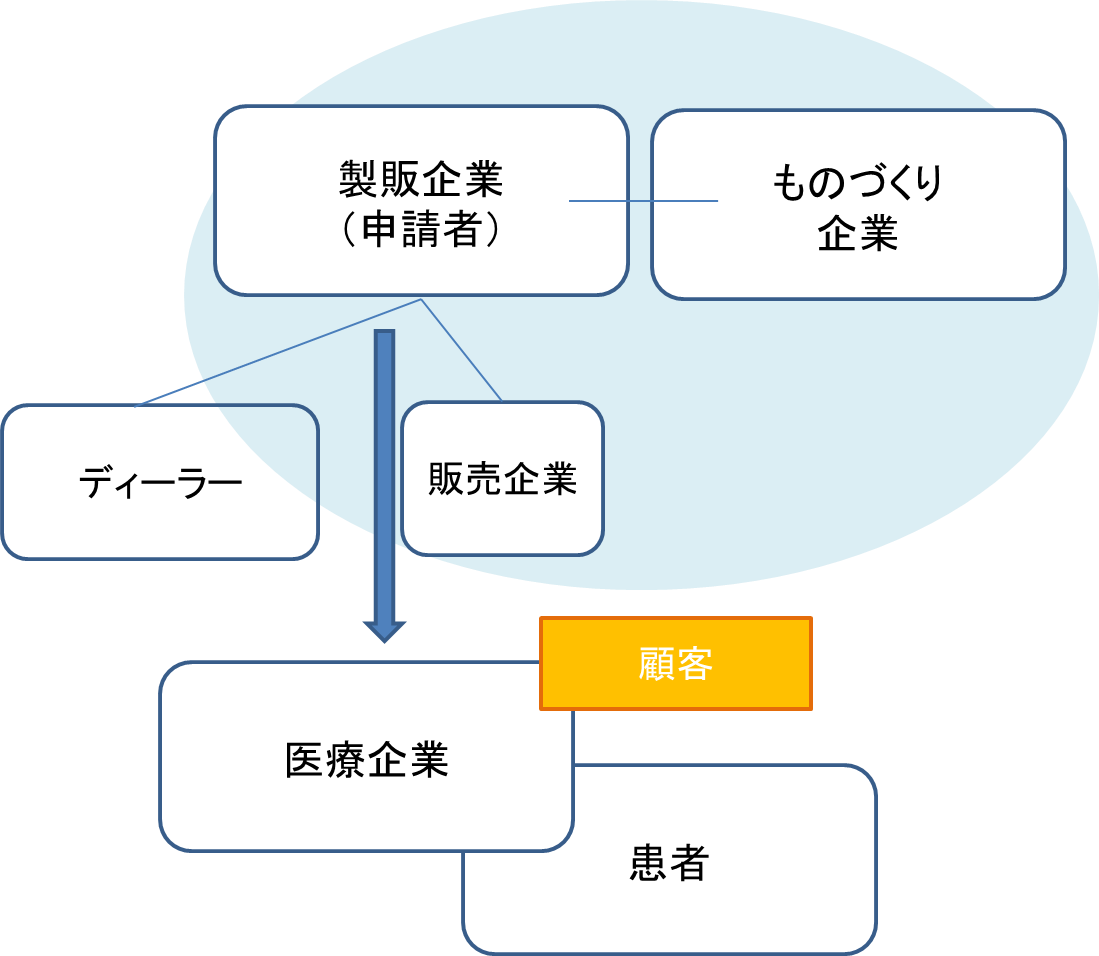 製販企業
（申請者）
ものづくり
企業
ディーラー
販売企業
顧客
医療企業
患者